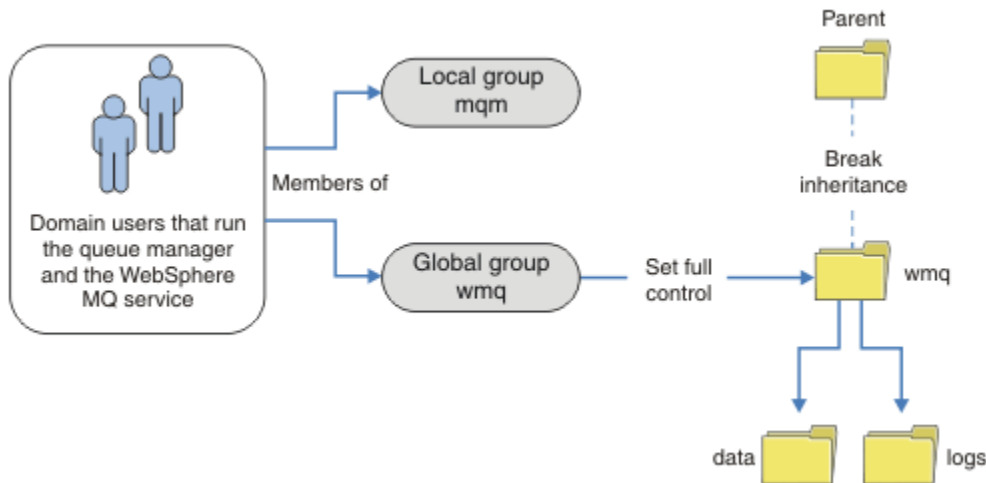 Parent
Local group
mqm
Break
inheritance
Members of
Domain users that run
the queue manager
and the WebSphere
MQ service
Global group
wmq
Set full
control
wmq
data
logs